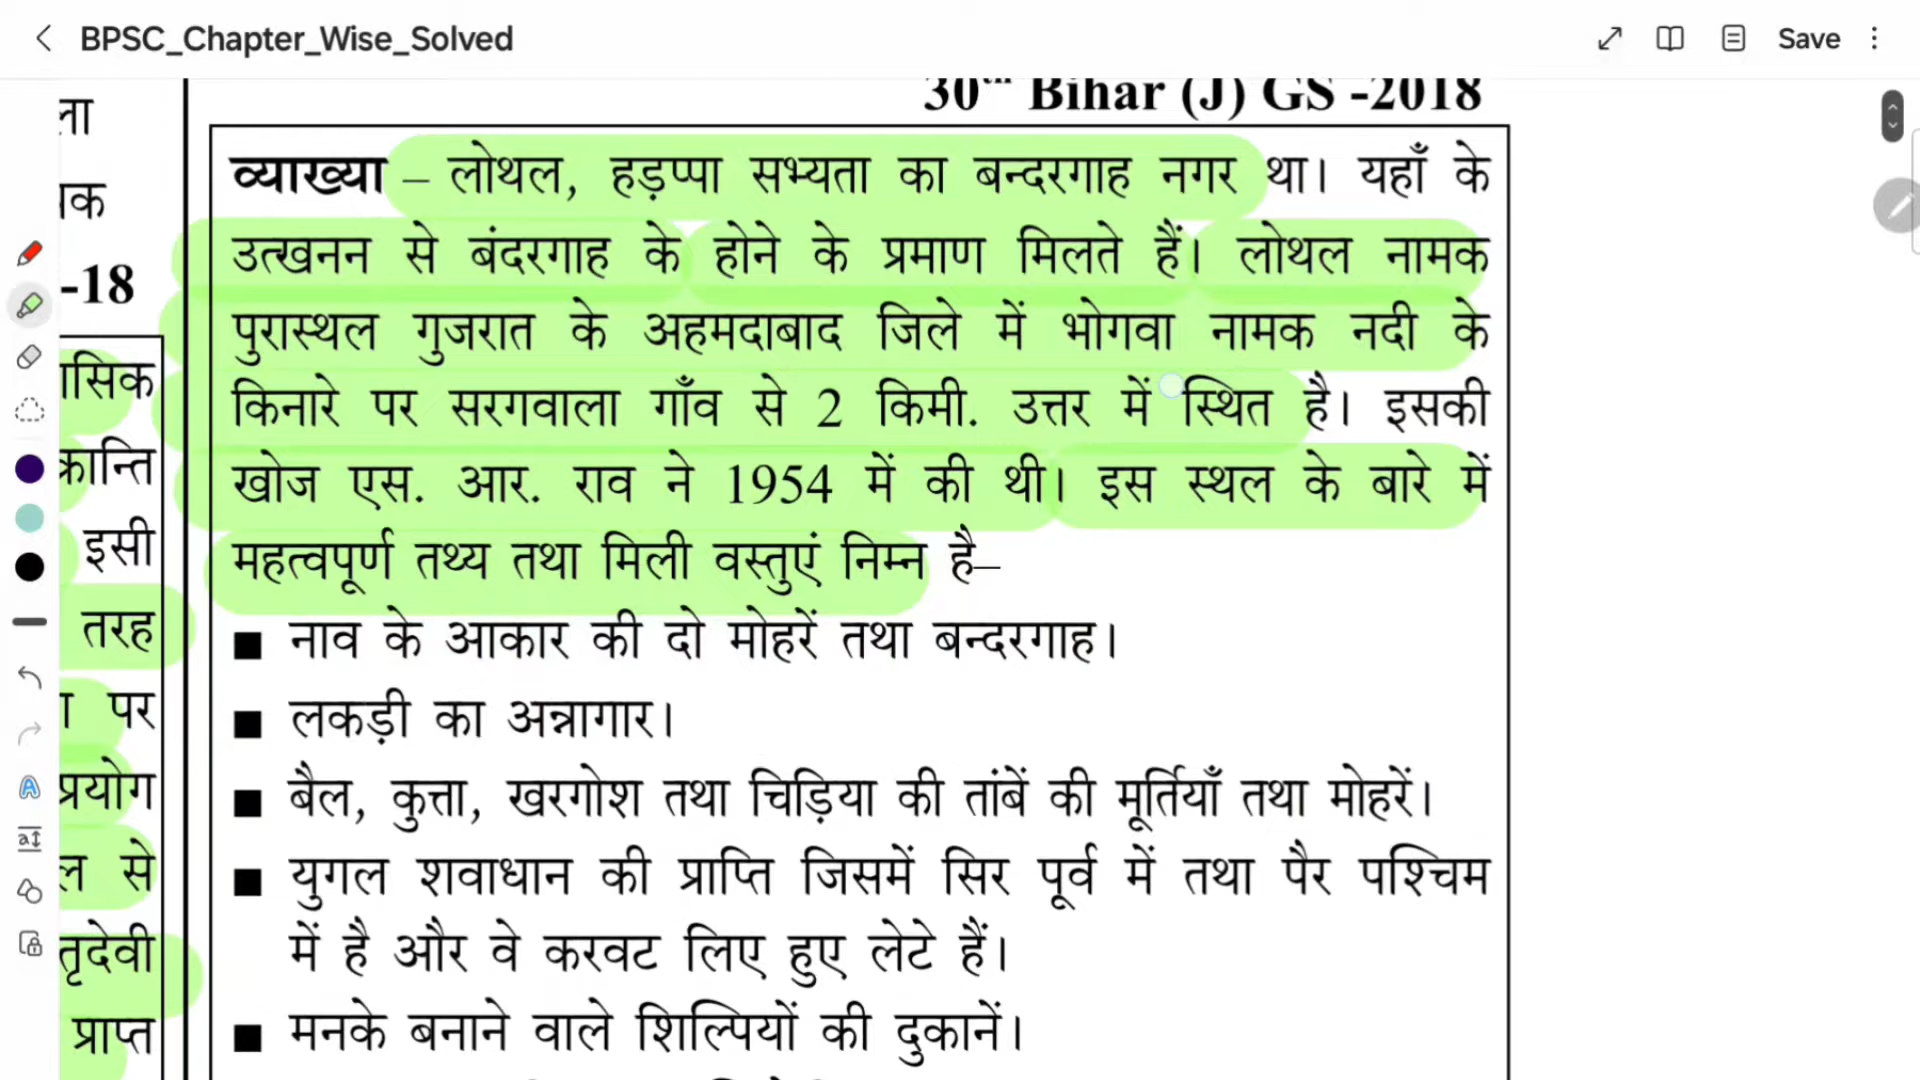 BPSC_Chapter_Wise_Solved
Save
30th Bihar (J) GS -2018
ला
-18
क्रान्ति
इसी
तरह
पर
प्रयोग
से
प्राप्त
व्याख्या – लोथल, हड़प्पा सभ्यता का बन्दरगाह नगर था। यहाँ के
उत्खनन से बंदरगाह के होने के प्रमाण मिलते हैं। लोथल नामक
पुरास्थल गुजरात के अहमदाबाद जिले में भोगवा नामक नदी के
किनारे पर सरगवाला गाँव से 2 किमी. उत्तर में स्थित है। इसकी
खोज एस. आर. राव ने 1954 में की थी। इस स्थल के बारे में
महत्वपूर्ण तथ्य तथा मिली वस्तुएं निम्न है–
■ नाव के आकार की दो मोहरें तथा बन्दरगाह।
■ लकड़ी का अन्नागार।
■ बैल, कुत्ता, खरगोश तथा चिड़िया की तांबें की मूर्तियाँ तथा मोहरें।
■ युगल शवाधान की प्राप्ति जिसमें सिर पूर्व में तथा पैर पश्चिम
में है और वे करवट लिए हुए लेटे हैं।
■ मनके बनाने वाले शिल्पियों की दुकानें।